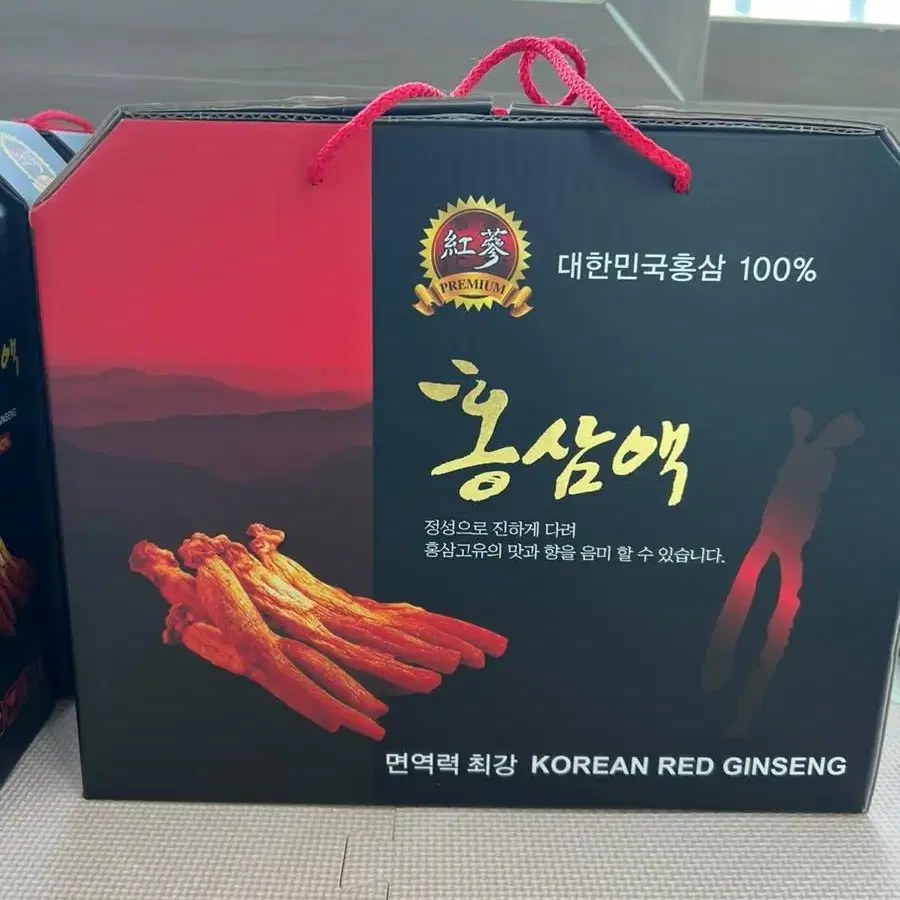 紅蔘
PREMIUM
대한민국홍삼 100%
홍삼액
정성으로 진하게 다려
홍삼고유의 맛과 향을 음미 할 수 있습니다.
면역력 최강 KOREAN RED GINSENG
액
GINSENG